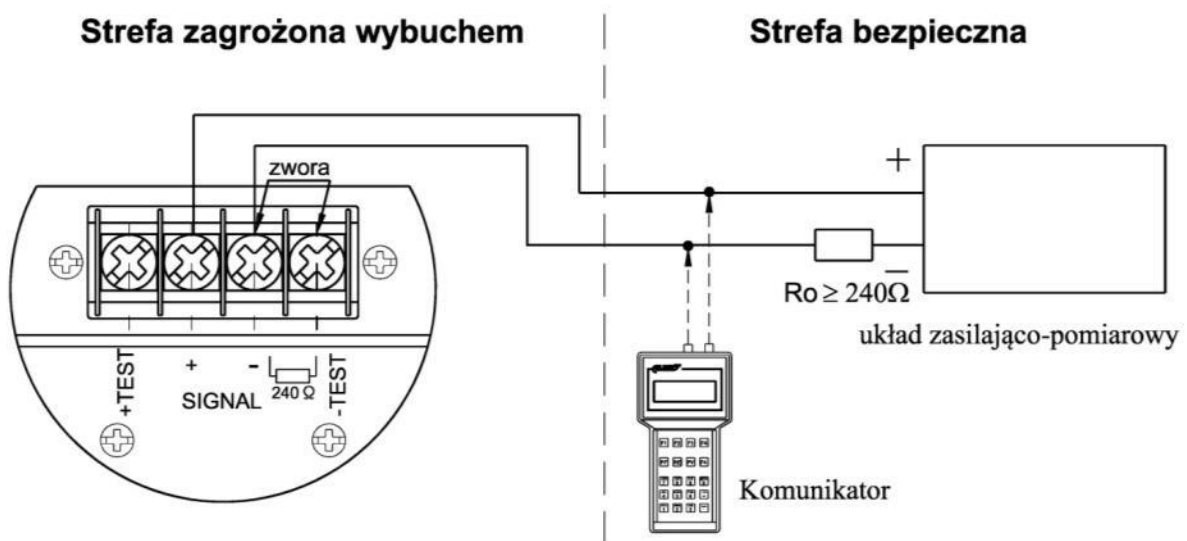 Strefa zagrożona wybuchem
Strefa bezpieczna
zwora
+
–
Ro ≥ 240Ω
układ zasilająco-pomiarowy
+TEST
+
-
SIGNAL
240 Ω
-TEST
Komunikator